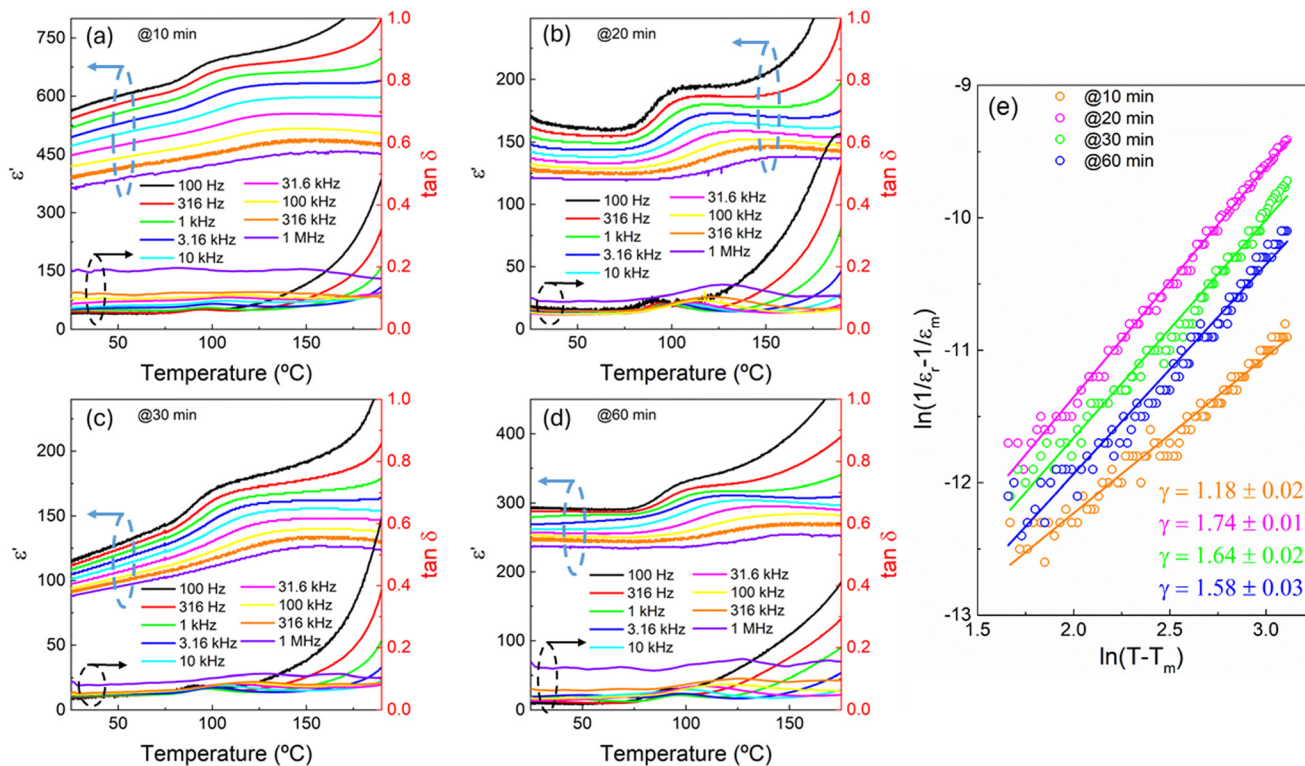 (a) @10 min
750
600
450
300
150
0
ε'
1.0
0.8
0.6
0.4
0.2
0.0
tan δ
100 Hz
316 Hz
1 kHz
3.16 kHz
10 kHz
31.6 kHz
100 kHz
316 kHz
1 MHz
50 100 150
Temperature (ºC)
(b) @20 min
200
150
100
50
0
ε'
1.0
0.8
0.6
0.4
0.2
0.0
tan δ
100 Hz
316 Hz
1 kHz
3.16 kHz
10 kHz
31.6 kHz
100 kHz
316 kHz
1 MHz
50 100 150
Temperature (ºC)
(c) @30 min
200
150
100
50
0
ε'
1.0
0.8
0.6
0.4
0.2
0.0
tan δ
100 Hz
316 Hz
1 kHz
3.16 kHz
10 kHz
31.6 kHz
100 kHz
316 kHz
1 MHz
50 100 150
Temperature (ºC)
(d) @60 min
400
300
200
100
0
ε'
1.0
0.8
0.6
0.4
0.2
0.0
tan δ
100 Hz
316 Hz
1 kHz
3.16 kHz
10 kHz
31.6 kHz
100 kHz
316 kHz
1 MHz
50 100 150
Temperature (ºC)
(e)
@10 min
@20 min
@30 min
@60 min
-9
-10
-11
-12
-13
ln(1/εr-1/εm)
γ = 1.18 ± 0.02
γ = 1.74 ± 0.01
γ = 1.64 ± 0.02
γ = 1.58 ± 0.03
1.5 2.0 2.5 3.0
ln(T-Tm)